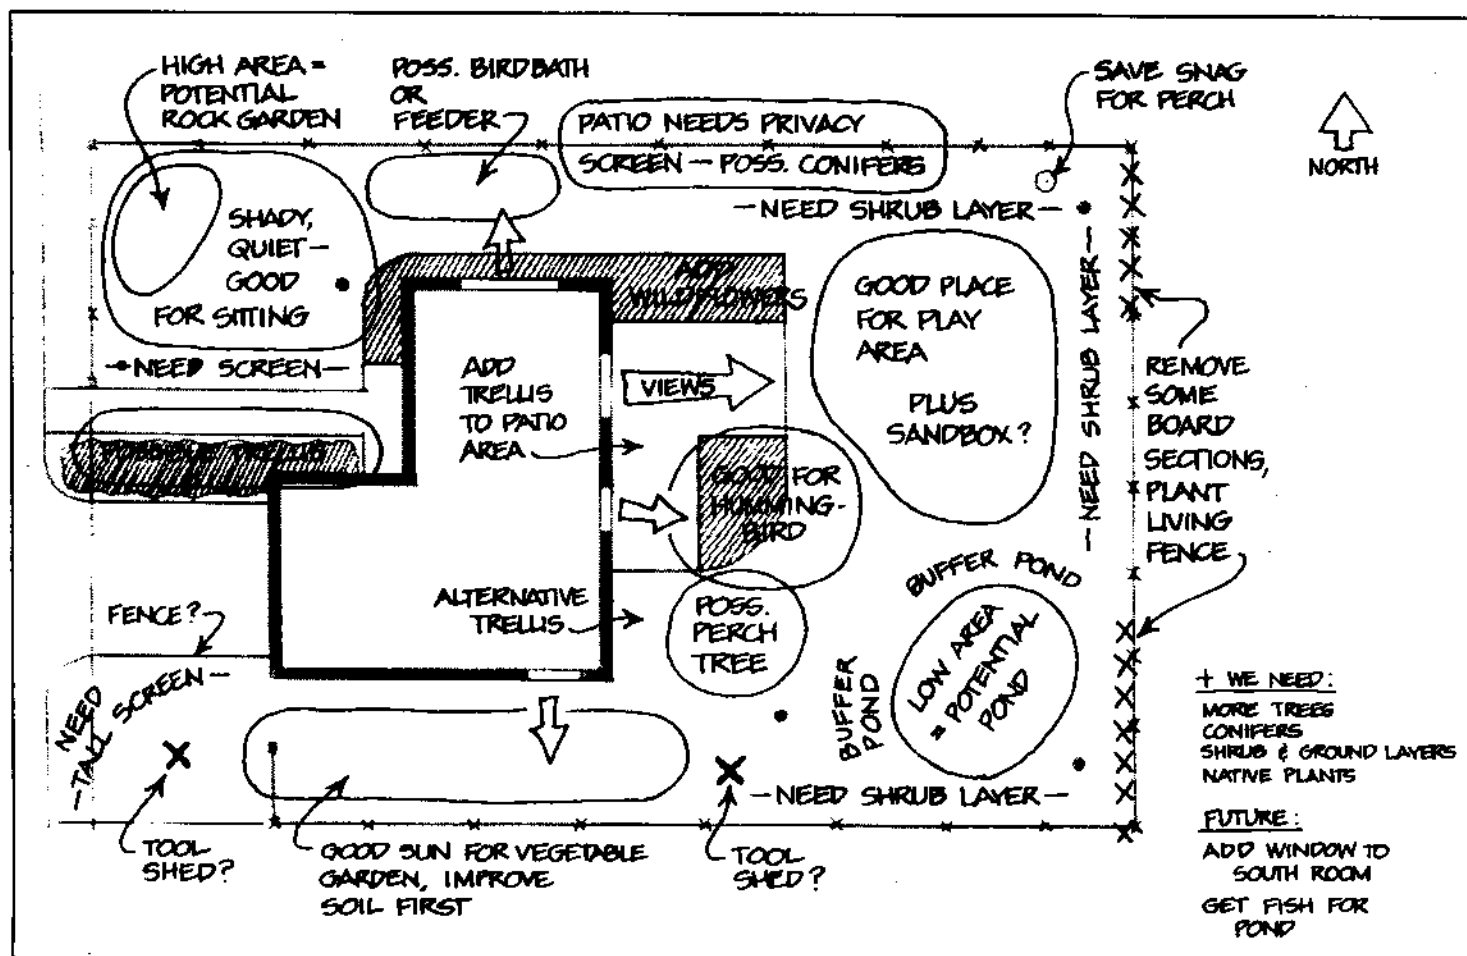 HIGH AREA =
POTENTIAL
ROCK GARDEN
POSS. BIRDBATH
OR
FEEDER
PATIO NEEDS PRIVACY
SCREEN — POSS. CONIFERS
SAVE SNAG
FOR PERCH
NORTH
— NEED SHRUB LAYER —
SHADY,
QUIET —
GOOD
FOR SITTING
— NEED SCREEN —
ADD
WILDFLOWERS
GOOD PLACE
FOR PLAY
AREA
PLUS
SANDBOX?
— NEED SHRUB LAYER —
— NEED SHRUB LAYER —
REMOVE
SOME
BOARD
SECTIONS,
PLANT
LIVING
FENCE
ADD
TRELLIS
TO PATIO
AREA
VIEWS
POSSIBLE TRELLIS
GOOD FOR
HUMMING-
BIRD
ALTERNATIVE
TRELLIS
POSS.
PERCH
TREE
BUFFER POND
BUFFER
POND
LOW AREA
= POTENTIAL
POND
FENCE?
NEED
— TALL SCREEN —
— NEED SHRUB LAYER —
TOOL
SHED?
GOOD SUN FOR VEGETABLE
GARDEN, IMPROVE
SOIL FIRST
TOOL
SHED?
+ WE NEED:
MORE TREES
CONIFERS
SHRUB & GROUND LAYERS
NATIVE PLANTS
FUTURE:
ADD WINDOW TO
SOUTH ROOM
GET FISH FOR
POND